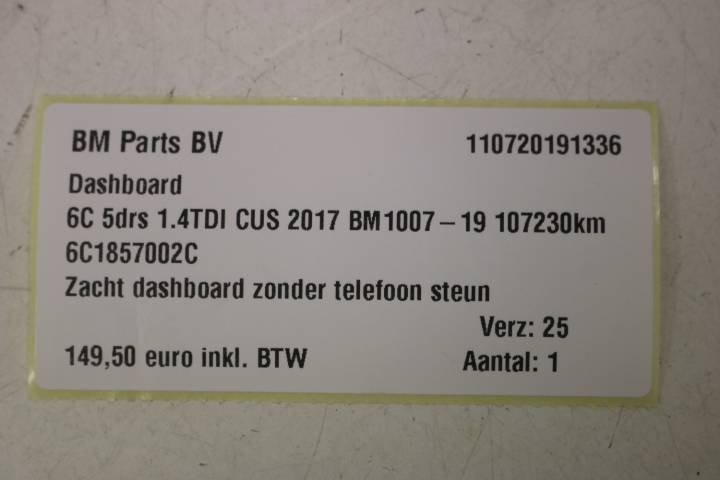 BM Parts BV 110720191336
Dashboard
6C 5drs 1.4TDI CUS 2017 BM1007-19 107230km
6C1857002C
Zacht dashboard zonder telefoon steun
Verz: 25
149,50 euro inkl. BTW Aantal: 1